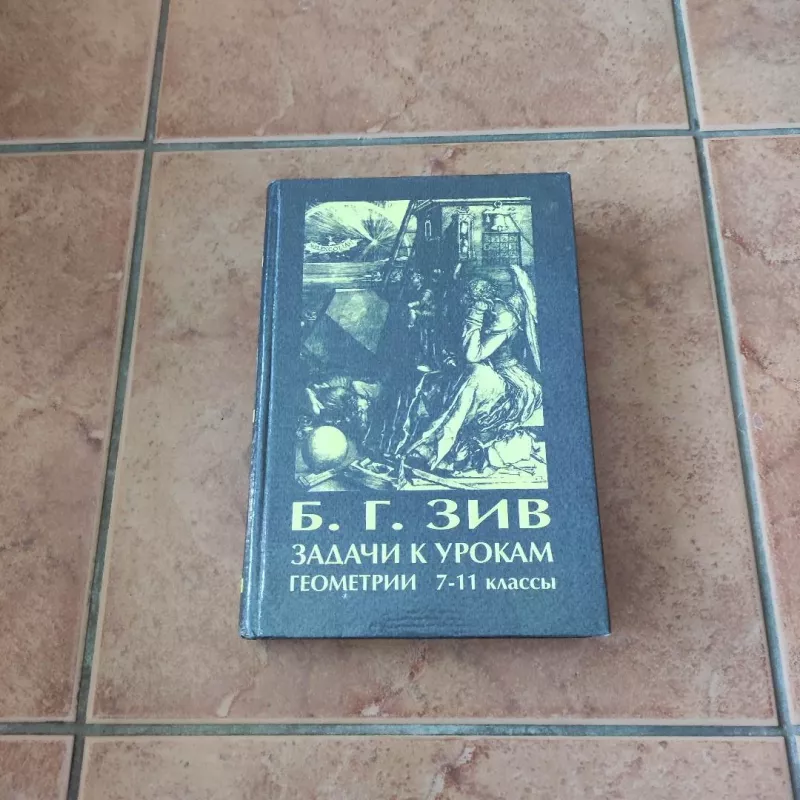 Б. Г. ЗИВ
ЗАДАЧИ К УРОКАМ
ГЕОМЕТРИИ 7-11 классы